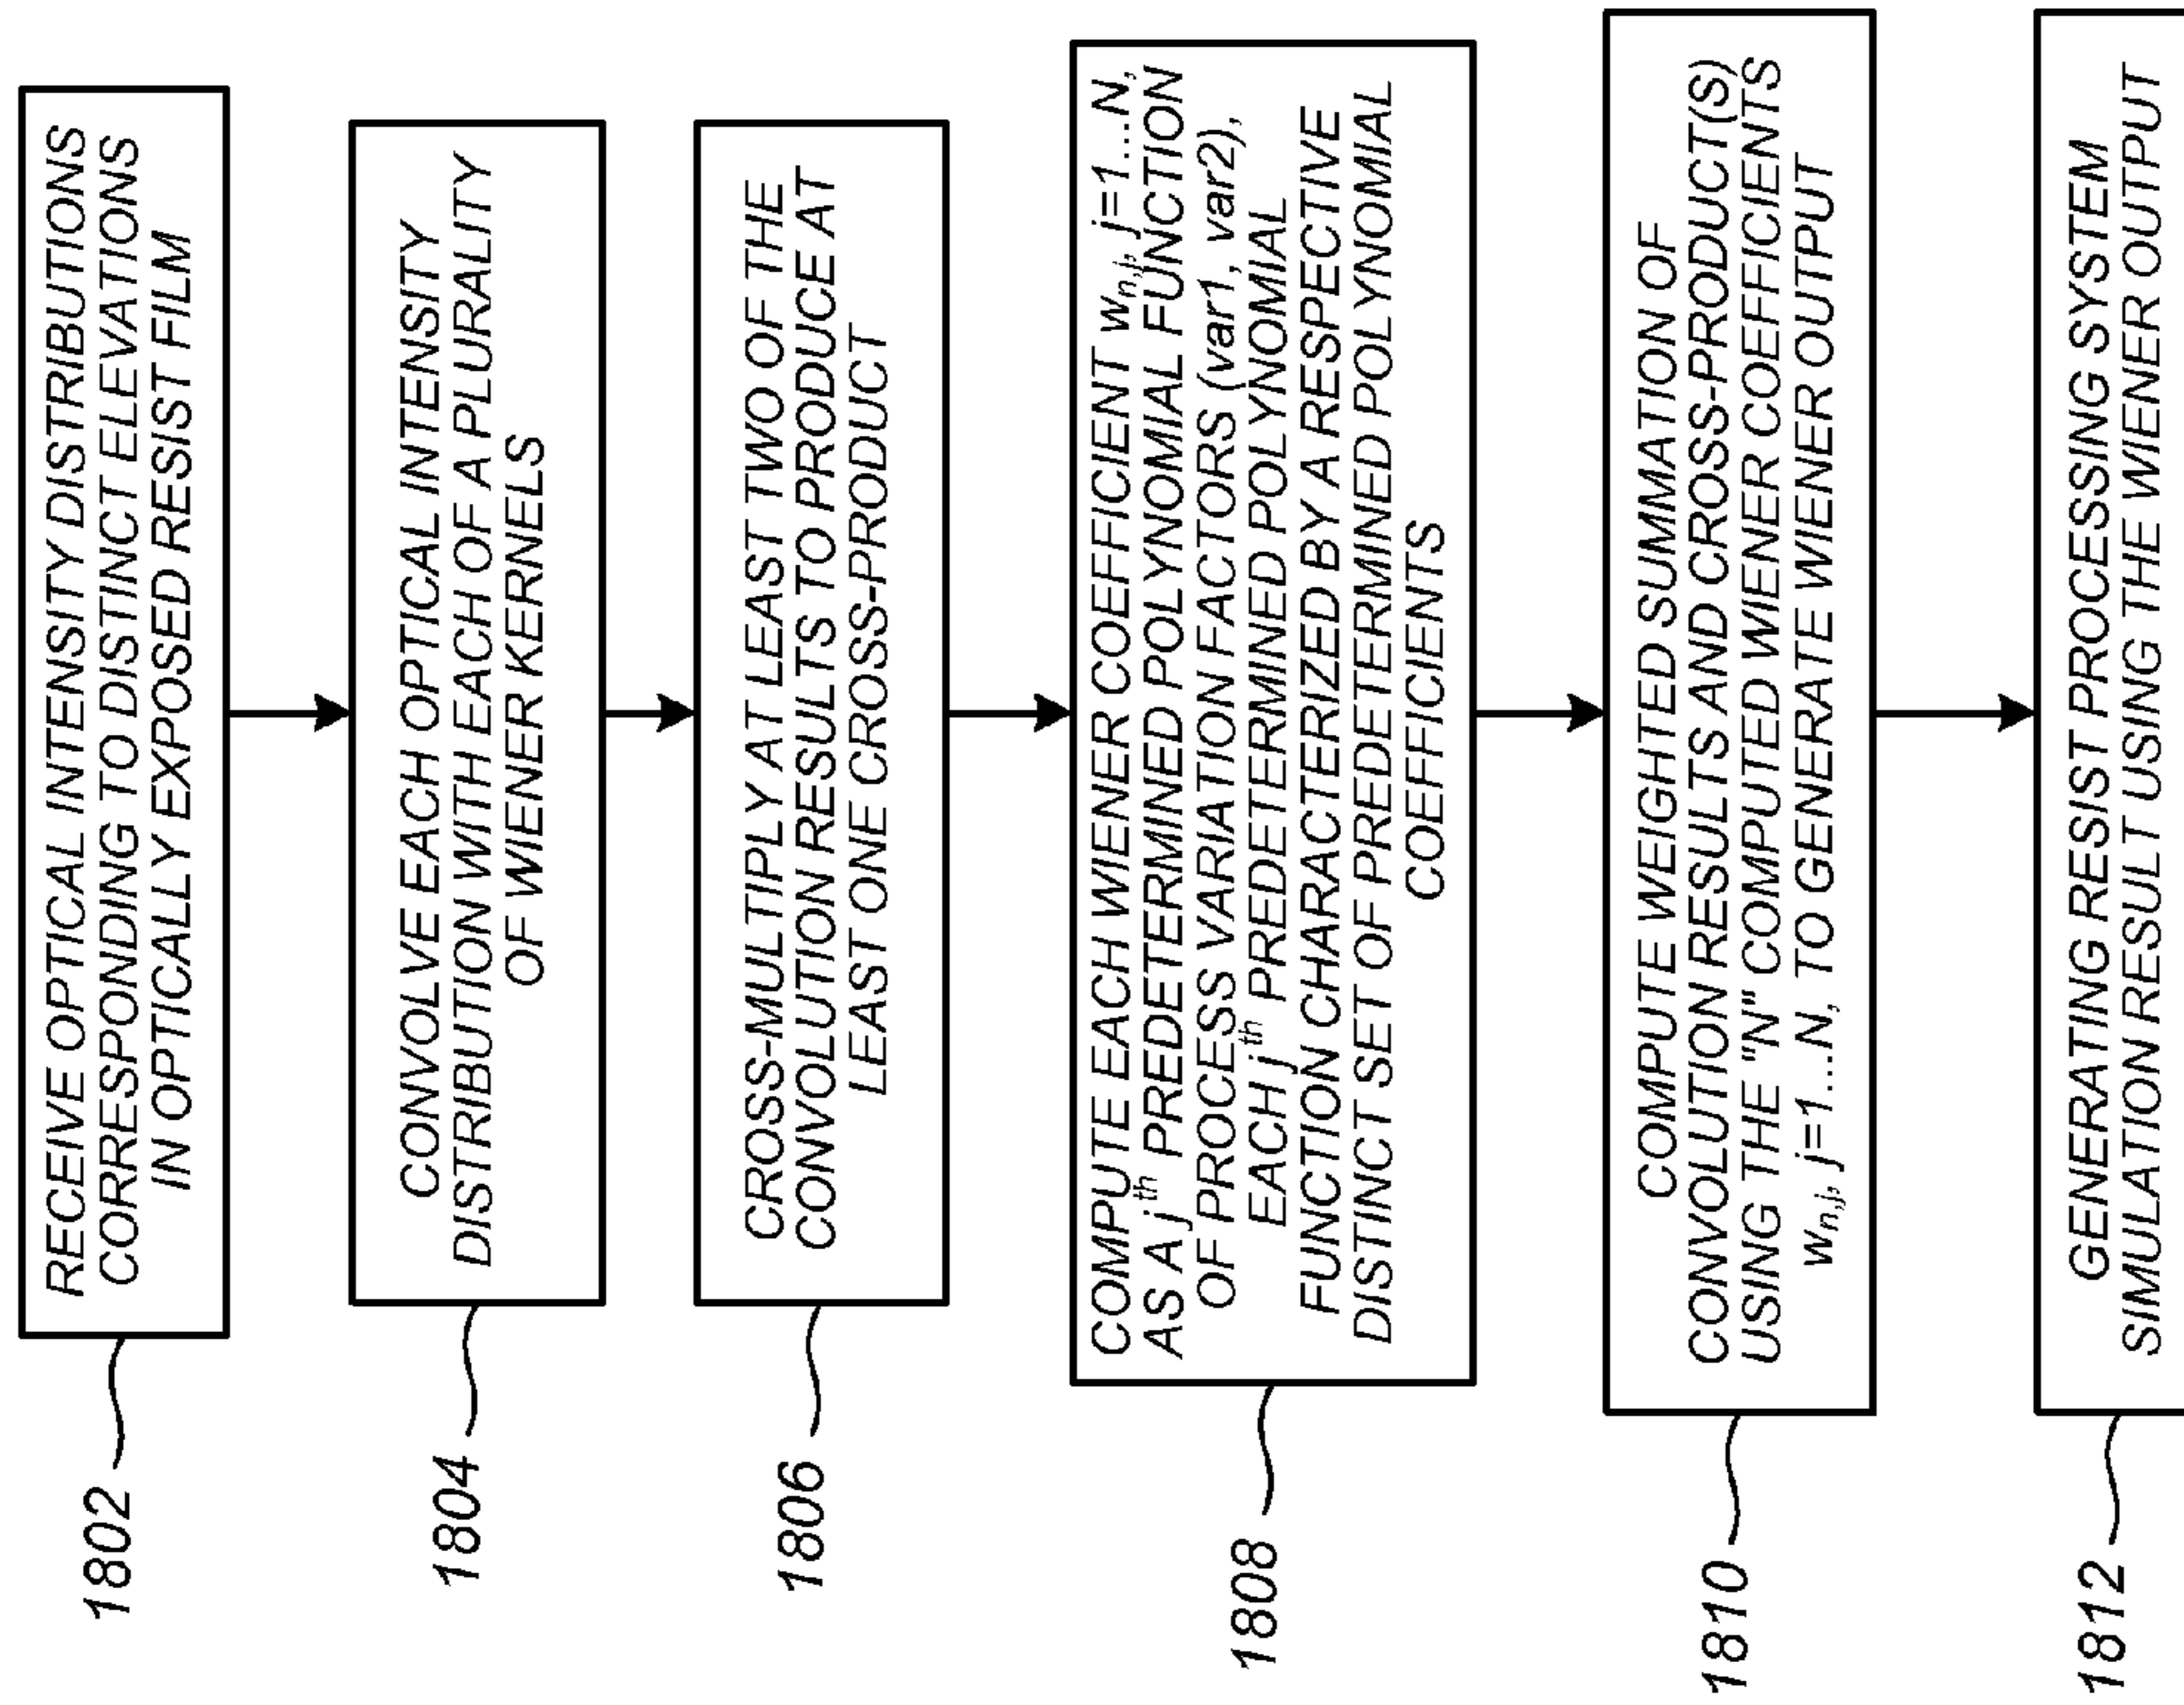 1802
RECEIVE OPTICAL INTENSITY DISTRIBUTIONS
CORRESPONDING TO DISTINCT ELEVATIONS
IN OPTICALLY EXPOSED RESIST FILM
1804
CONVOLVE EACH OPTICAL INTENSITY
DISTRIBUTION WITH EACH OF A PLURALITY
OF WIENER KERNELS
1806
CROSS-MULTIPLY AT LEAST TWO OF THE
CONVOLUTION RESULTS TO PRODUCE AT
LEAST ONE CROSS-PRODUCT
1808
COMPUTE EACH WIENER COEFFICIENT wn,j, j=1...N,
AS A jth PREDETERMINED POLYNOMIAL FUNCTION
OF PROCESS VARIATION FACTORS (var1, var2),
EACH jth PREDETERMINED POLYNOMIAL
FUNCTION CHARACTERIZED BY A RESPECTIVE
DISTINCT SET OF PREDETERMINED POLYNOMIAL
COEFFICIENTS
1810
COMPUTE WEIGHTED SUMMATION OF
CONVOLUTION RESULTS AND CROSS-PRODUCT(S)
USING THE "N" COMPUTED WIENER COEFFICIENTS
wn,j, j=1...N, TO GENERATE WIENER OUTPUT
1812
GENERATING RESIST PROCESSING SYSTEM
SIMULATION RESULT USING THE WIENER OUTPUT